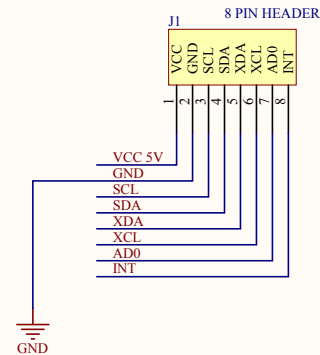 8 PIN HEADER
J1
VCC
GND
SCL
SDA
XDA
XCL
AD0
INT
1
2
3
4
5
6
7
8
VCC 5V
GND
SCL
SDA
XDA
XCL
AD0
INT
GND